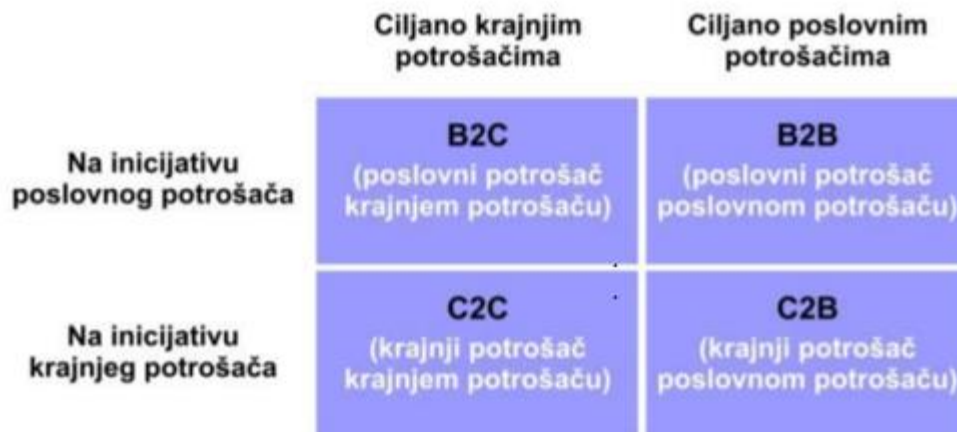 Ciljano krajnjim
potrošačima
Ciljano poslovnim
potrošačima
Na inicijativu
poslovnog potrošača
B2C
(poslovni potrošač
krajnjem potrošaču)
B2B
(poslovni potrošač
poslovnom potrošaču)
Na inicijativu
krajnjeg potrošača
C2C
(krajnji potrošač
krajnjem potrošaču)
C2B
(krajnji potrošač
poslovnom potrošaču)